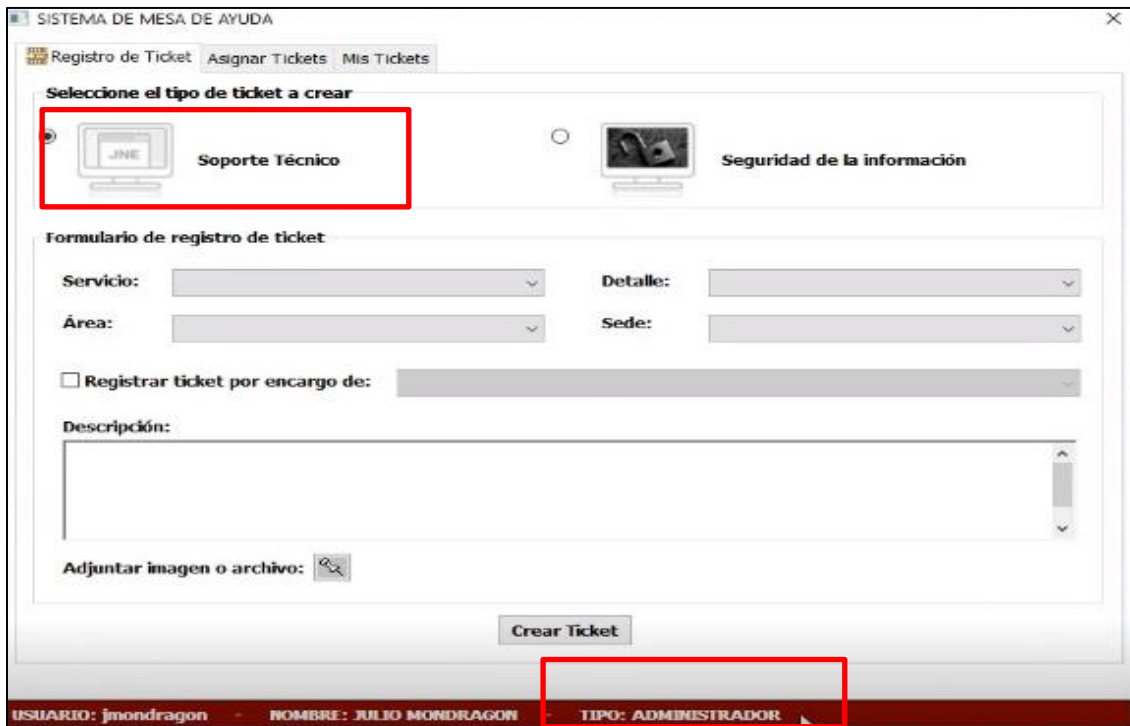 SISTEMA DE MESA DE AYUDA
Registro de Ticket Asignar Tickets Mis Tickets
Seleccione el tipo de ticket a crear
JNE
Soporte Técnico
Seguridad de la información
Formulario de registro de ticket
Servicio: Detalle:
Área: Sede:
Registrar ticket por encargo de:
Descripción:
Adjuntar imagen o archivo:
Crear Ticket
USUARIO: jmondragon - NOMBRE: JULIO MONDRAGON - TIPO: ADMINISTRADOR